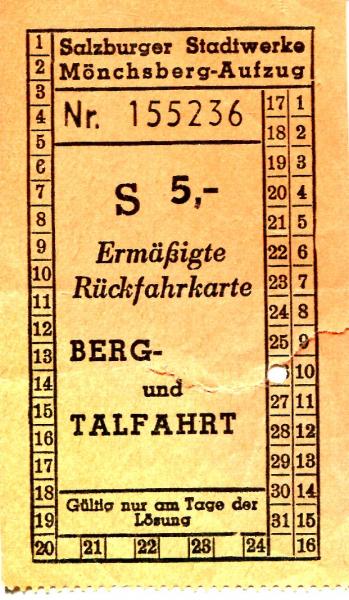 Salzburger Stadtwerke
Mönchsberg-Aufzug
Nr. 155236
S 5,-
Ermäßigte
Rückfahrkarte
BERG-
und
TALFAHRT
Gültig nur am Tage der
Lösung
1
2
3
4
5
6
7
8
9
10
11
12
13
14
15
16
17
18
19
20 21 22 23 24
17 1
18 2
19 3
20 4
21 5
22 6
23 7
24 8
25 9
10
27 11
28 12
29 13
30 14
31 15
16